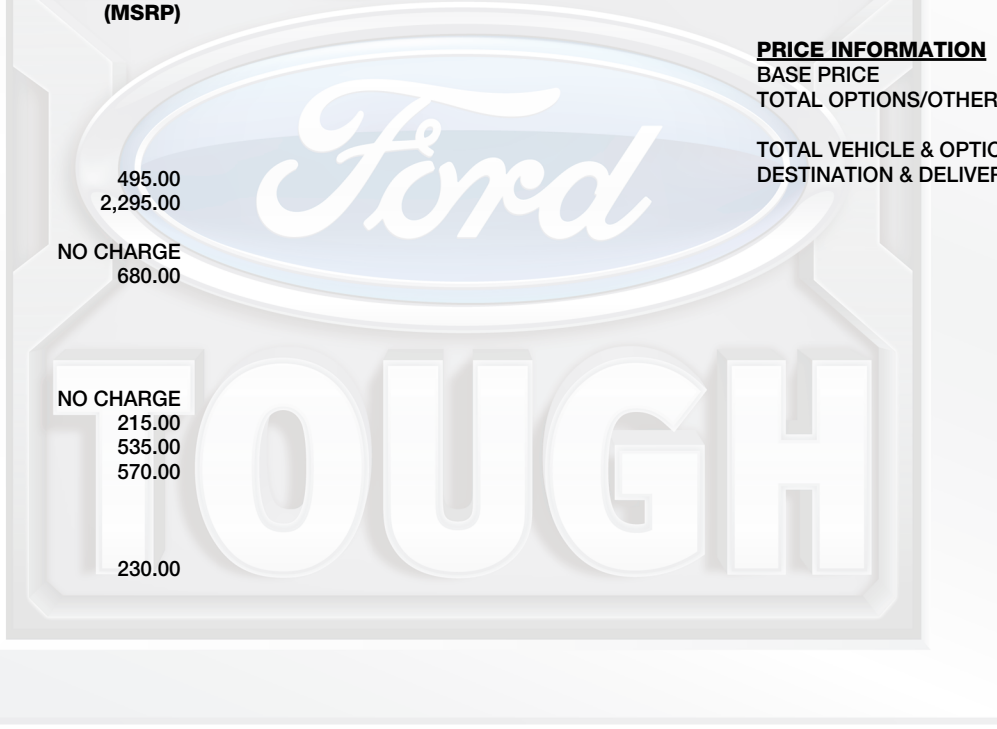 (MSRP)
495.00
2,295.00
NO CHARGE
680.00
NO CHARGE
215.00
535.00
570.00
230.00
PRICE INFORMATION
BASE PRICE
TOTAL OPTIONS/OTHER
TOTAL VEHICLE & OPTIO
DESTINATION & DELIVER
Ford
TOUGH